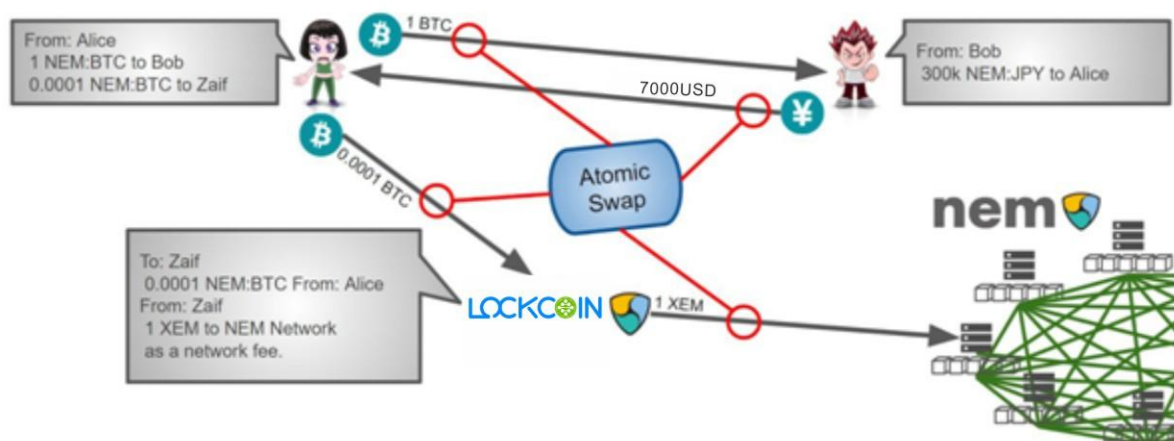 From: Alice
1 NEM:BTC to Bob
0.0001 NEM:BTC to Zaif
1 BTC
7000USD
From: Bob
300k NEM:JPY to Alice
0.0001 BTC
Atomic
Swap
nem
To: Zaif
0.0001 NEM:BTC From: Alice
From: Zaif
1 XEM to NEM Network
as a network fee.
LOCKCOIN
1 XEM